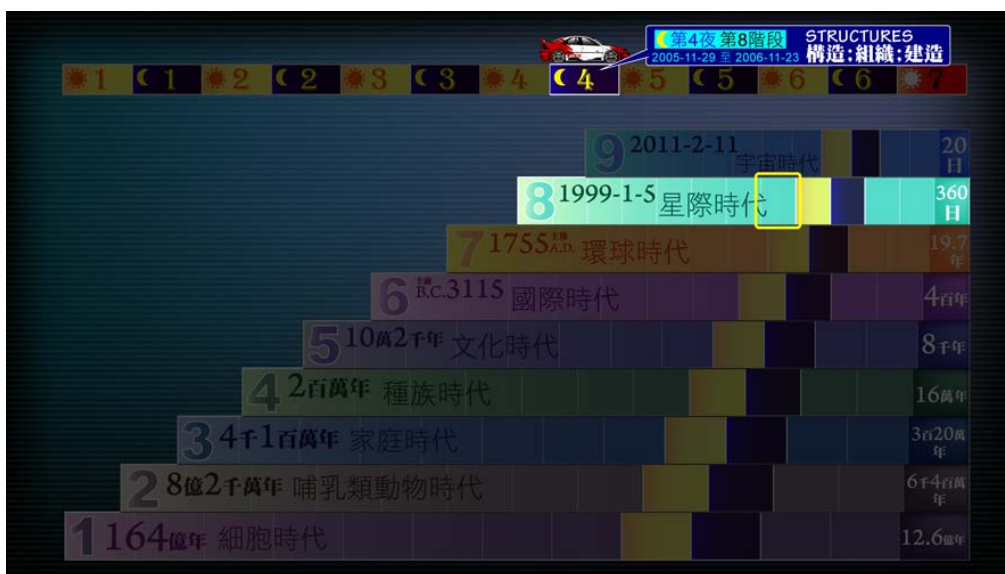 第4夜 第8階段
2005-11-29 至 2006-11-23
STRUCTURES
構造;組織;建造
1 1 2 2 3 3 4 4 5 5 6 6 7
9 2011-2-11 宇宙時代 20日
8 1999-1-5 星際時代 360日
7 1755 主前 A.D. 環球時代 19.7年
6 主前 B.C. 3115 國際時代 4百年
5 10萬2千年 文化時代 8千年
4 2百萬年 種族時代 16萬年
3 4千1百萬年 家庭時代 3百20萬年
2 8億2千萬年 哺乳類動物時代 6千4百萬年
1 164億年 細胞時代 12.6億年